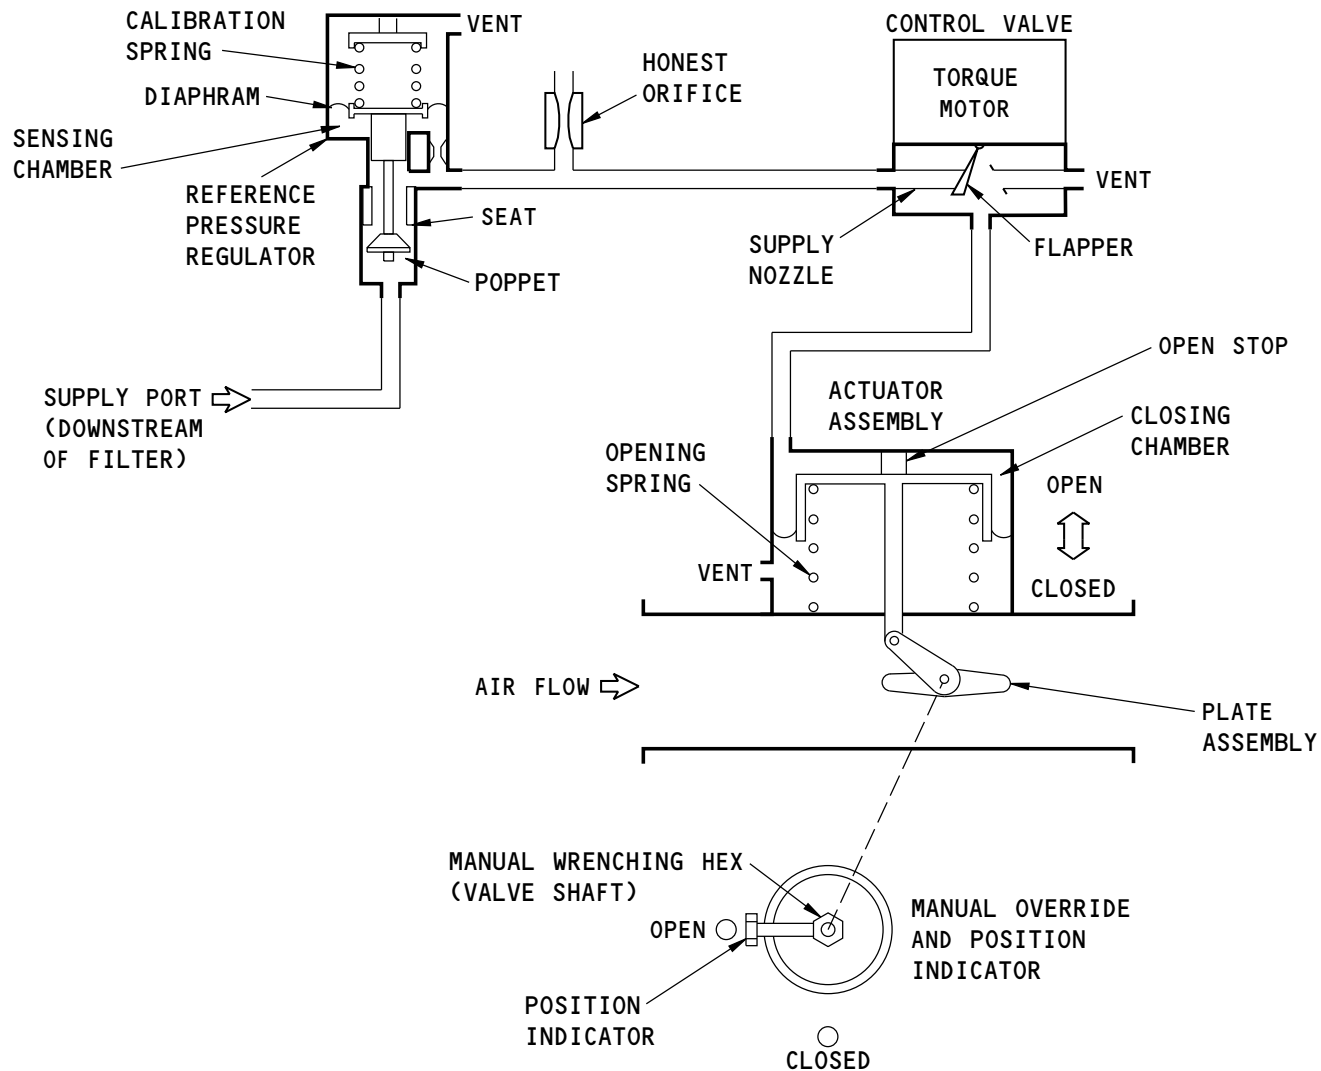 CALIBRATION
SPRING
VENT
CONTROL VALVE
HONEST
ORIFICE
TORQUE
MOTOR
DIAPHRAM
SENSING
CHAMBER
REFERENCE
PRESSURE
REGULATOR
SEAT
VENT
SUPPLY
NOZZLE
FLAPPER
POPPET
OPEN STOP
SUPPLY PORT
(DOWNSTREAM
OF FILTER)
ACTUATOR
ASSEMBLY
CLOSING
CHAMBER
OPENING
SPRING
OPEN
VENT
CLOSED
AIR FLOW
PLATE
ASSEMBLY
MANUAL WRENCHING HEX
(VALVE SHAFT)
OPEN
MANUAL OVERRIDE
AND POSITION
INDICATOR
POSITION
INDICATOR
CLOSED